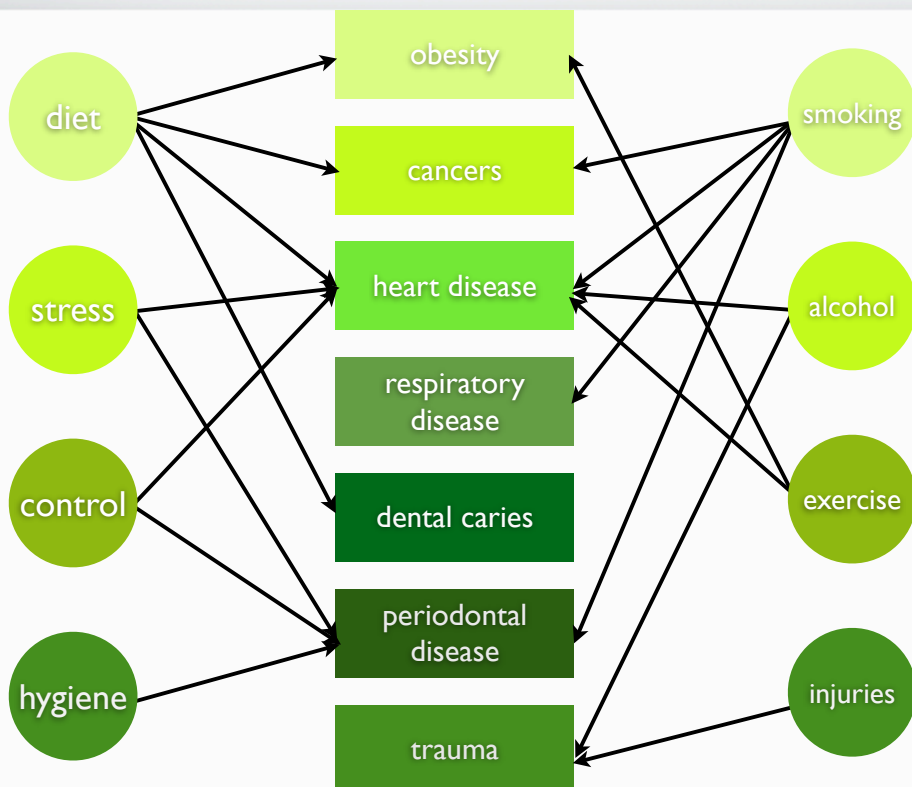 diet
stress
control
hygiene
obesity
cancers
heart disease
respiratory
disease
dental caries
periodontal
disease
trauma
smoking
alcohol
exercise
injuries